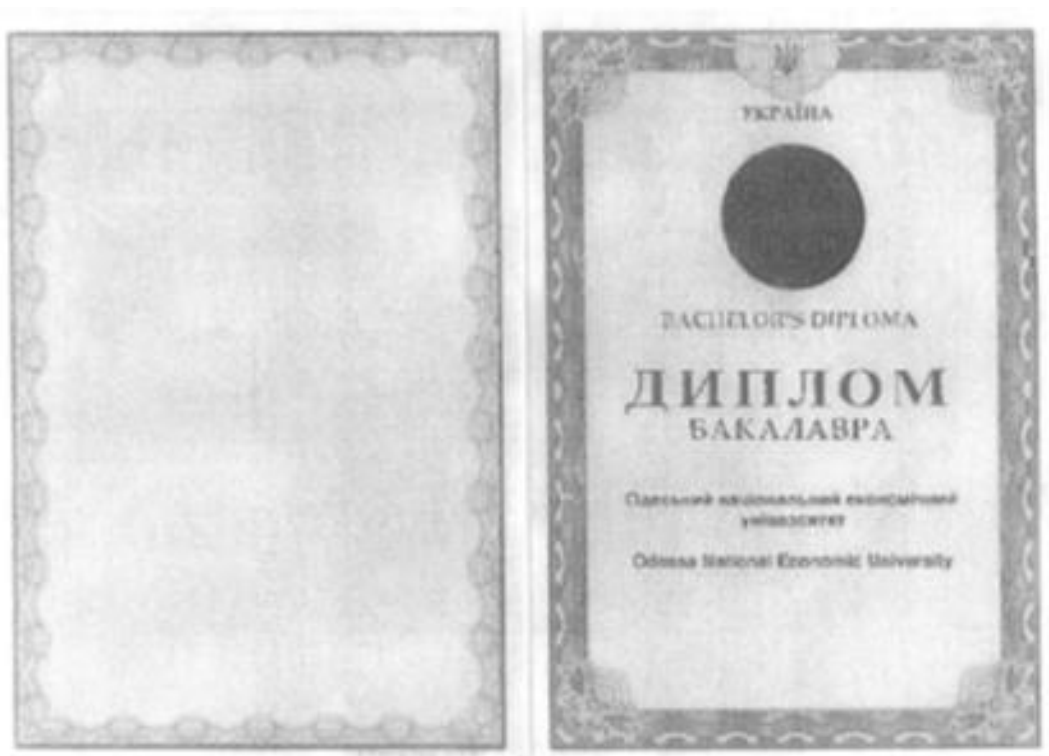 УКРАЇНА
BACHELOR'S DIPLOMA
ДИПЛОМ
БАКАЛАВРА
Одеський національний економічний
університет
Odessa National Economic University